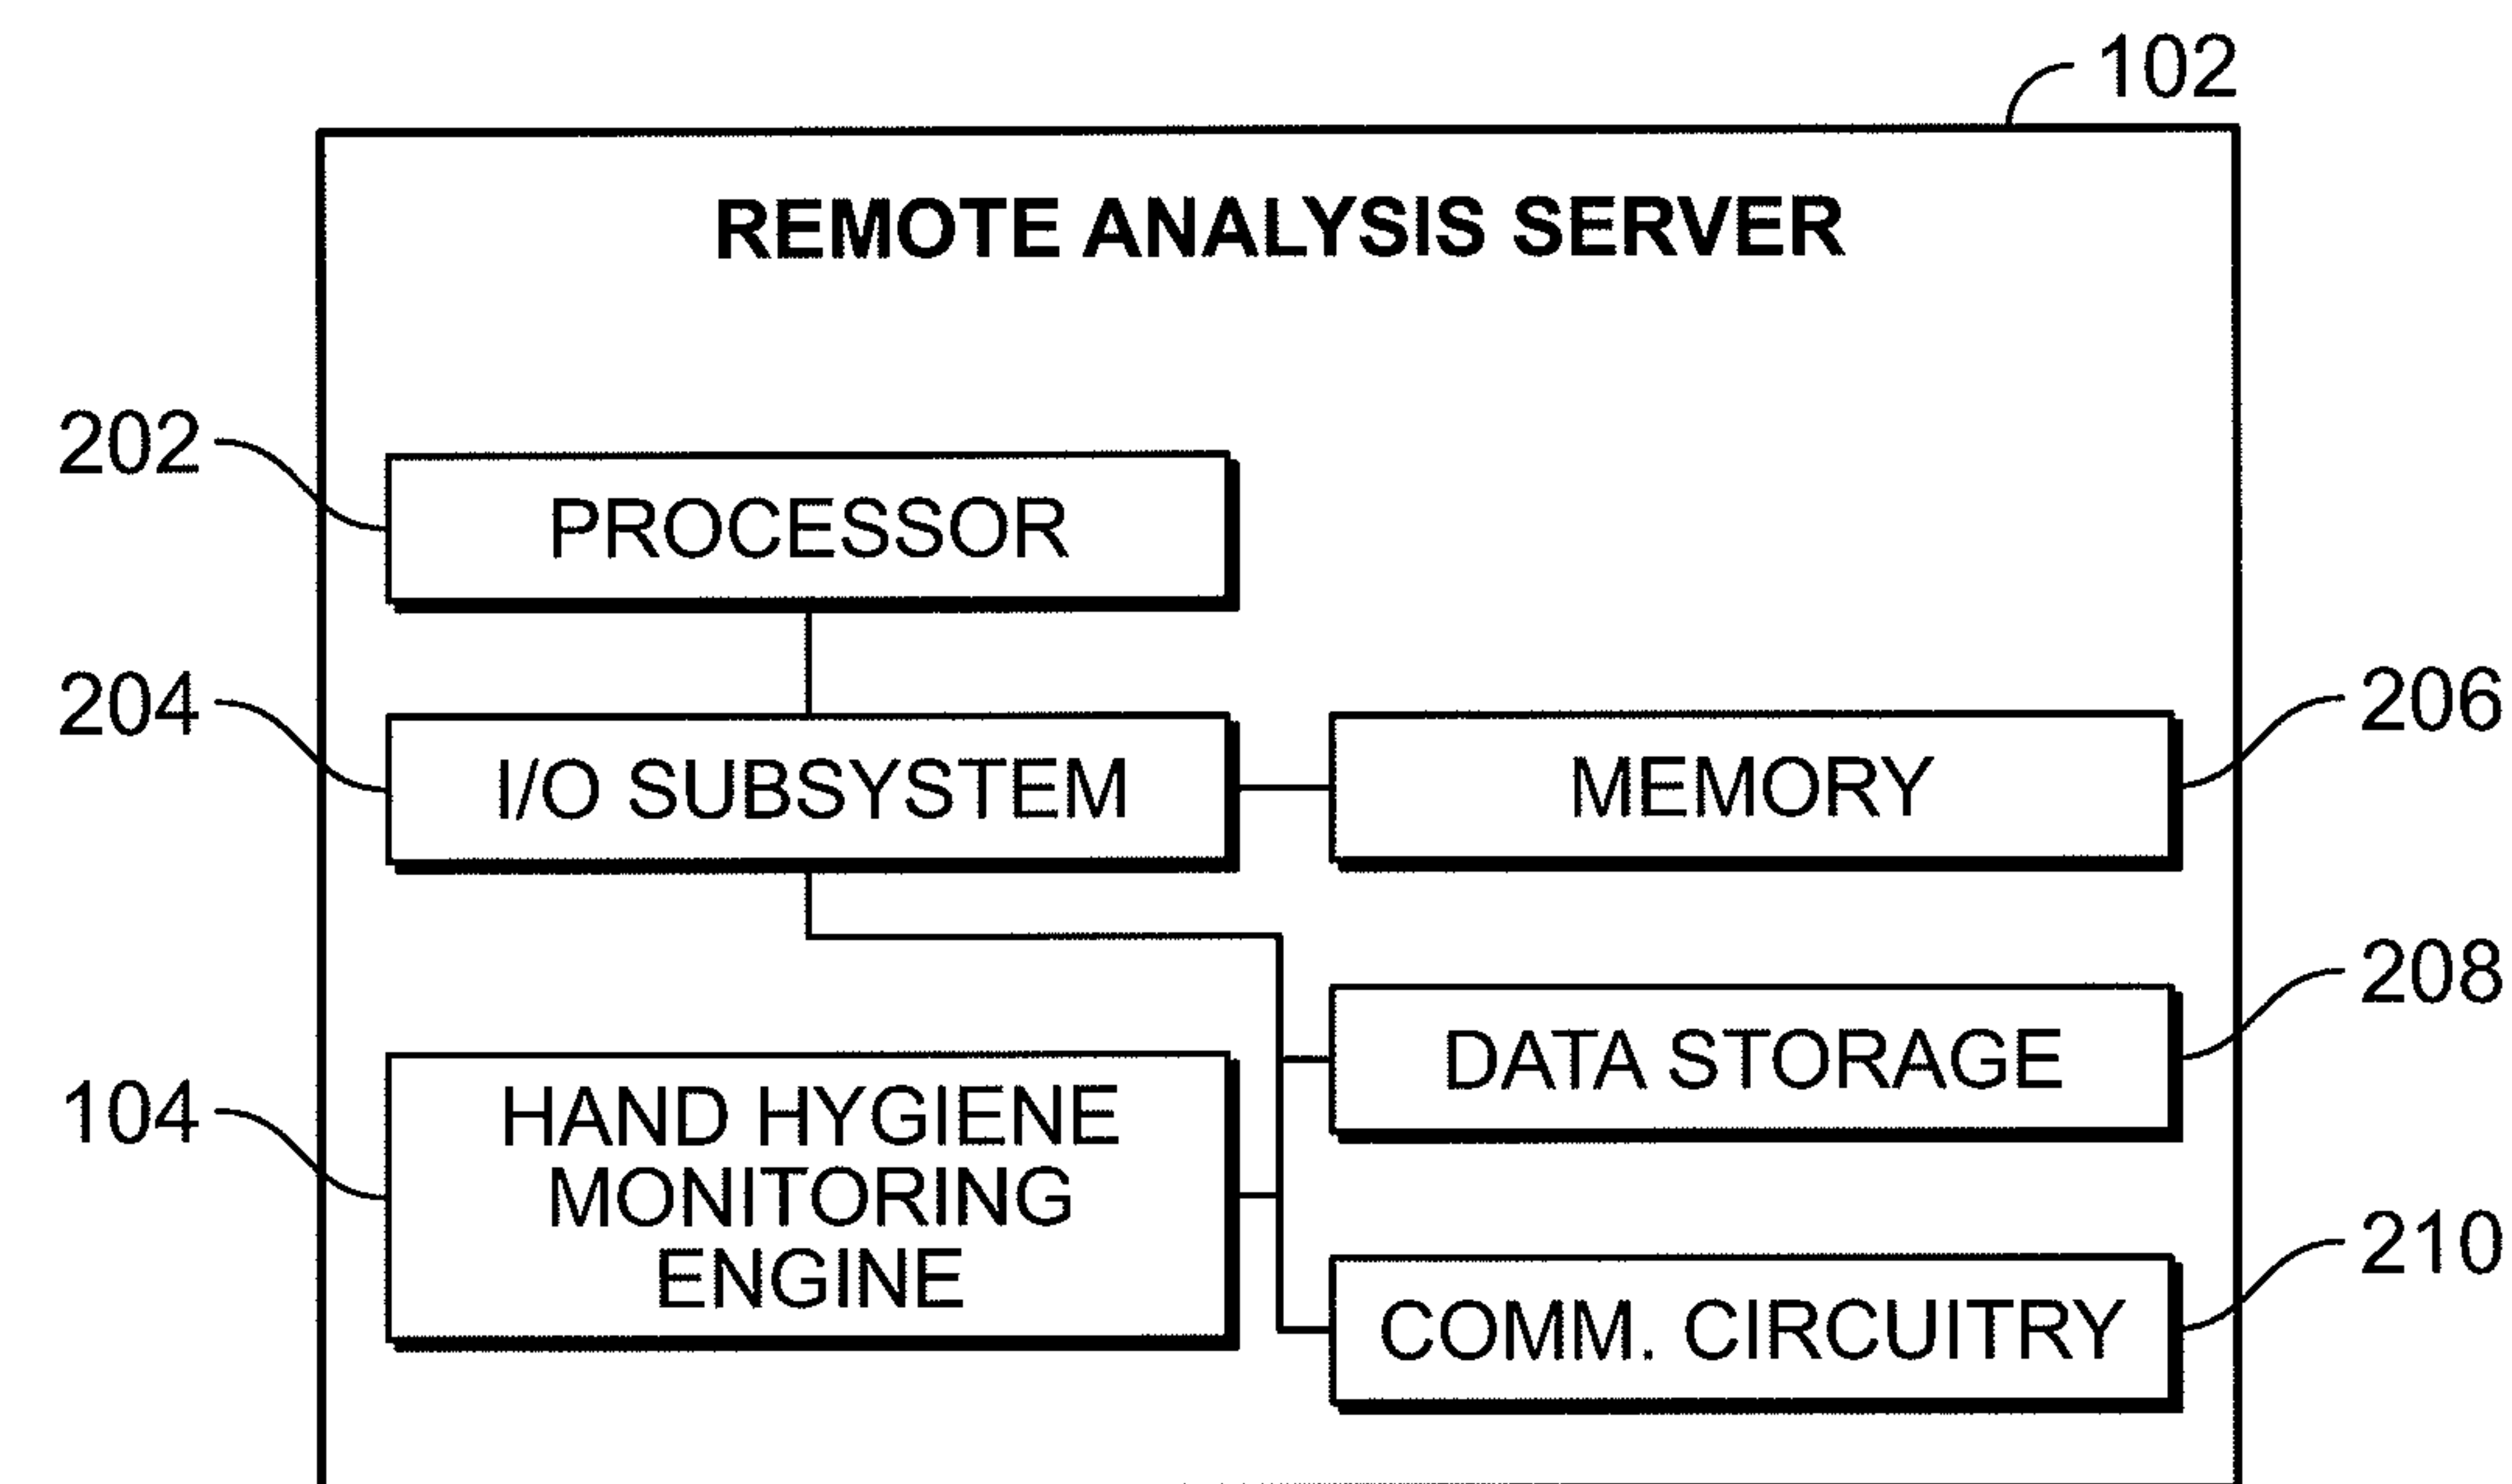 102
REMOTE ANALYSIS SERVER
202
PROCESSOR
204
I/O SUBSYSTEM
MEMORY
206
DATA STORAGE
208
104
HAND HYGIENE
MONITORING
ENGINE
COMM. CIRCUITRY
210